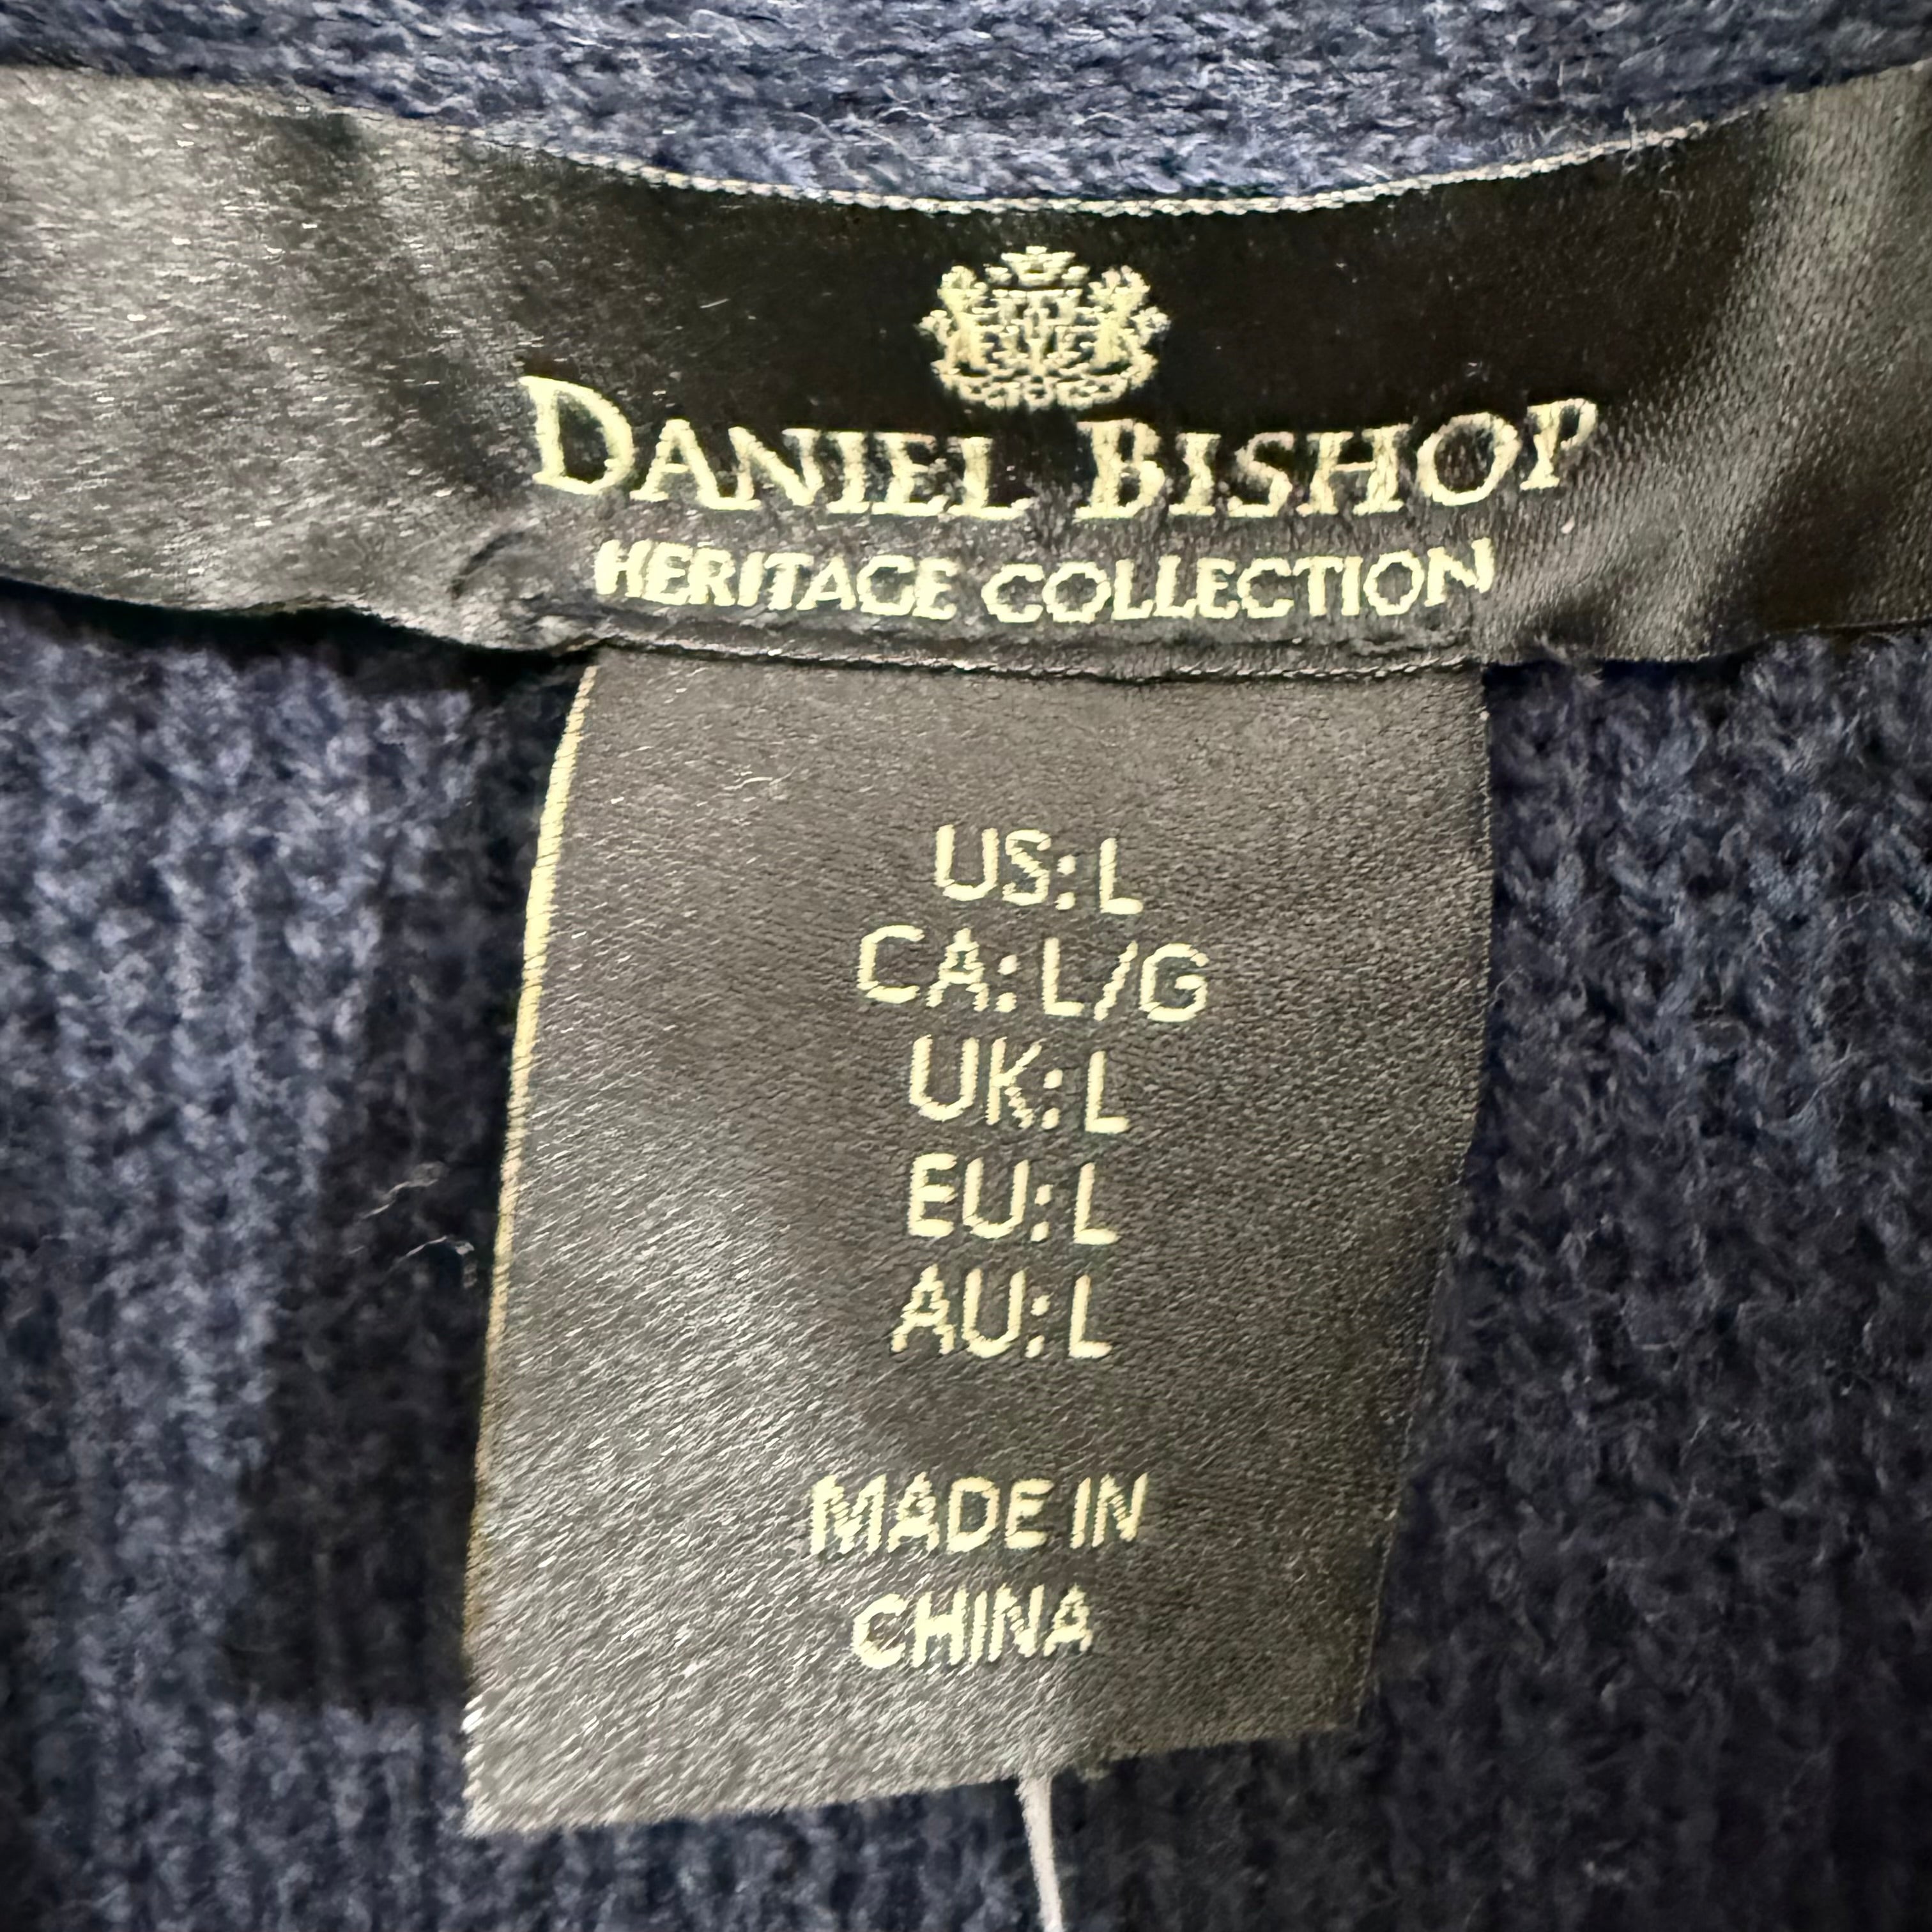 DANIEL BISHOP
HERITAGE COLLECTION
US: L
CA: L/G
UK: L
EU: L
AU: L
MADE IN
CHINA